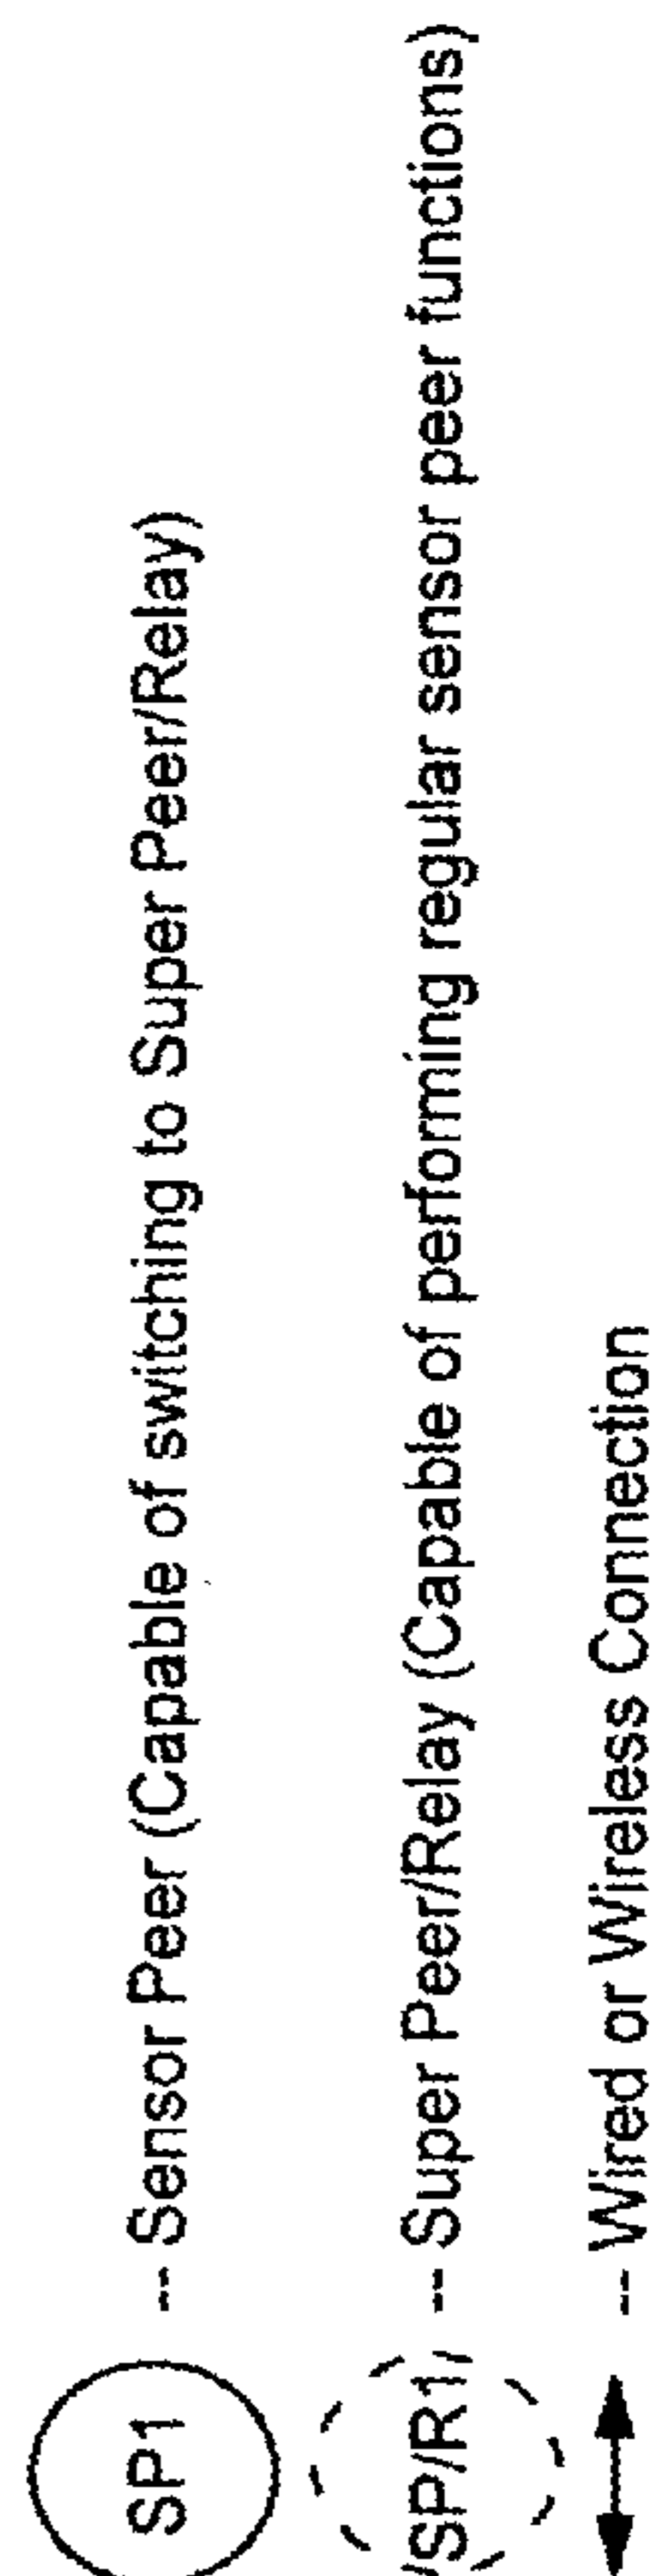 SP1 -- Sensor Peer (Capable of switching to Super Peer/Relay)
SP/R1 -- Super Peer/Relay (Capable of performing regular sensor peer functions)
-- Wired or Wireless Connection